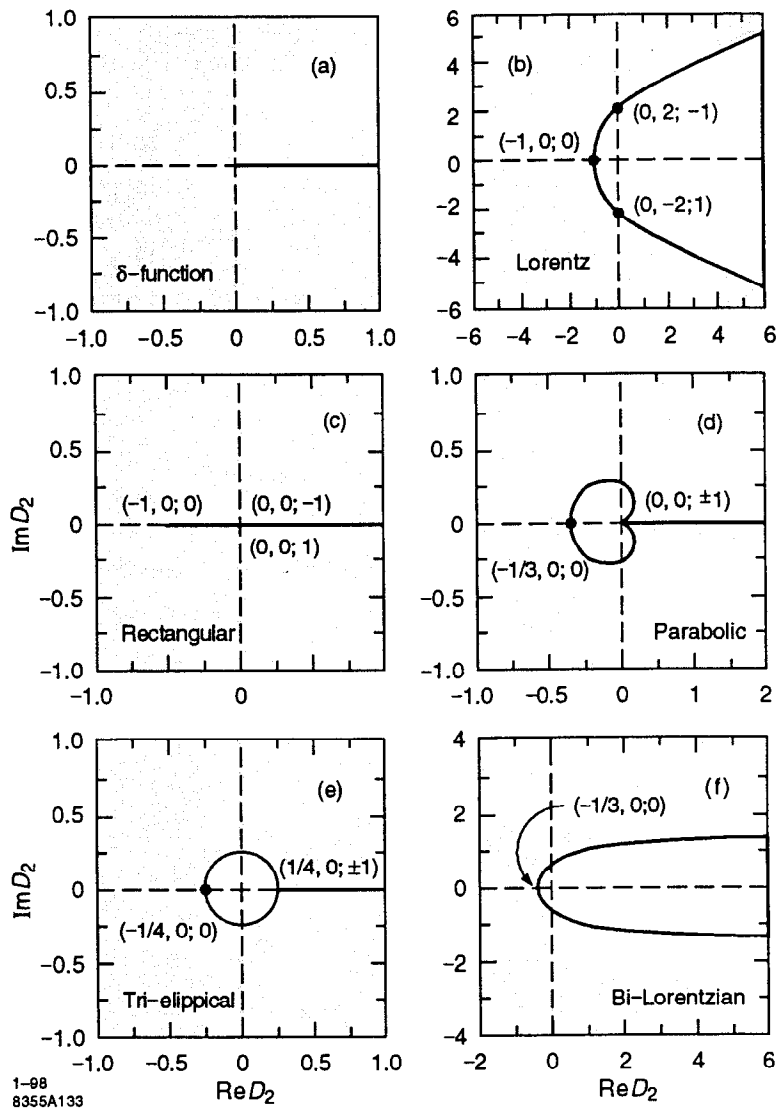 1.0
0.5
0
−0.5
−1.0
(a)
δ−function
−1.0 −0.5 0 0.5 1.0
6
4
2
0
−2
−4
−6
(b)
(0, 2; −1)
(−1, 0; 0)
(0, −2;1)
Lorentz
−6 −4 −2 0 2 4 6
Im D2
1.0
0.5
0
−0.5
−1.0
(c)
(−1, 0; 0) (0, 0; −1)
(0, 0; 1)
Rectangular
−1.0 0
1.0
0.5
0
−0.5
−1.0
(d)
(0, 0; ±1)
(−1/3, 0; 0)
Parabolic
−1.0 −0.5 0 1 2
Im D2
1.0
0.5
0
−0.5
−1.0
(e)
(1/4, 0; ±1)
(−1/4, 0; 0)
Tri−elippical
−1.0 −0.5 0 0.5 1.0
Re D2
4
2
0
−2
−4
(f)
(−1/3, 0;0)
Bi−Lorentzian
−2 0 2 4 6
Re D2
1–98
8355A133